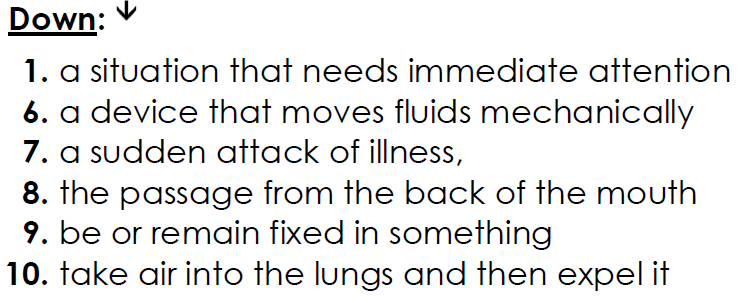 Down: ↓
1. a situation that needs immediate attention
6. a device that moves fluids mechanically
7. a sudden attack of illness,
8. the passage from the back of the mouth
9. be or remain fixed in something
10. take air into the lungs and then expel it